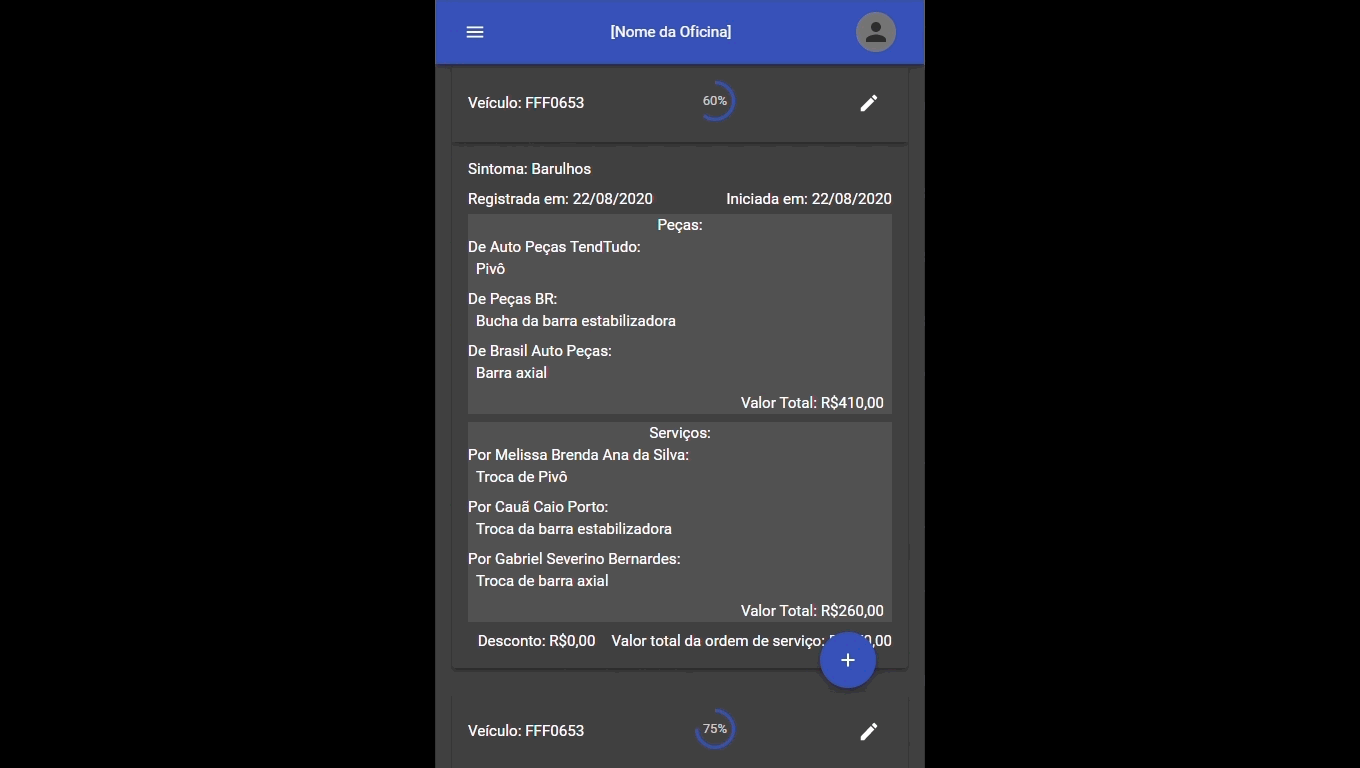 [Nome da Oficina]
Veículo: FFF0653 60%
Sintoma: Barulhos
Registrada em: 22/08/2020 Iniciada em: 22/08/2020
Peças:
De Auto Peças TendTudo:
Pivô
De Peças BR:
Bucha da barra estabilizadora
De Brasil Auto Peças:
Barra axial
Valor Total: R$410,00
Serviços:
Por Melissa Brenda Ana da Silva:
Troca de Pivô
Por Cauã Caio Porto:
Troca da barra estabilizadora
Por Gabriel Severino Bernardes:
Troca de barra axial
Valor Total: R$260,00
Desconto: R$0,00 Valor total da ordem de serviço:
+
Veículo: FFF0653 75%